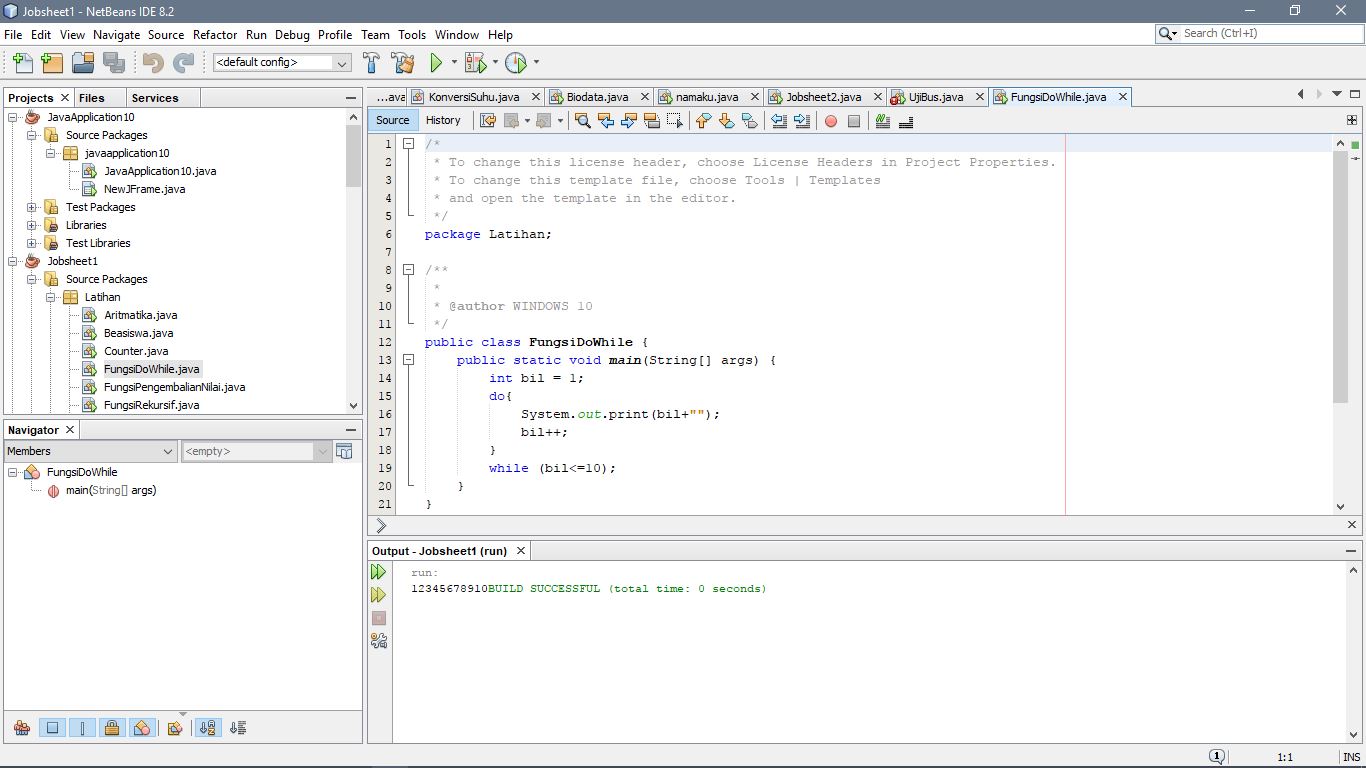 Jobsheet1 - NetBeans IDE 8.2
File Edit View Navigate Source Refactor Run Debug Profile Team Tools Window Help
Search (Ctrl+I)
<default config>
Projects Files Services
JavaApplication10
Source Packages
javaapplication10
JavaApplication10.java
NewJFrame.java
Test Packages
Libraries
Test Libraries
Jobsheet1
Source Packages
Latihan
Aritmatika.java
Beasiswa.java
Counter.java
FungsiDoWhile.java
FungsiPengembalianNilai.java
FungsiRekursif.java
Navigator
Members <empty>
FungsiDoWhile
main(String[] args)
...ava KonversiSuhu.java Biodata.java namaku.java Jobsheet2.java UjiBus.java FungsiDoWhile.java
Source History
1 /*
2 * To change this license header, choose License Headers in Project Properties.
3 * To change this template file, choose Tools | Templates
4 * and open the template in the editor.
5 */
6 package Latihan;
7
8 /**
9 *
10 * @author WINDOWS 10
11 */
12 public class FungsiDoWhile {
13 public static void main(String[] args) {
14 int bil = 1;
15 do{
16 System.out.print(bil+"");
17 bil++;
18 }
19 while (bil<=10);
20 }
21 }
Output - Jobsheet1 (run)
run:
12345678910BUILD SUCCESSFUL (total time: 0 seconds)
1 1:1 INS